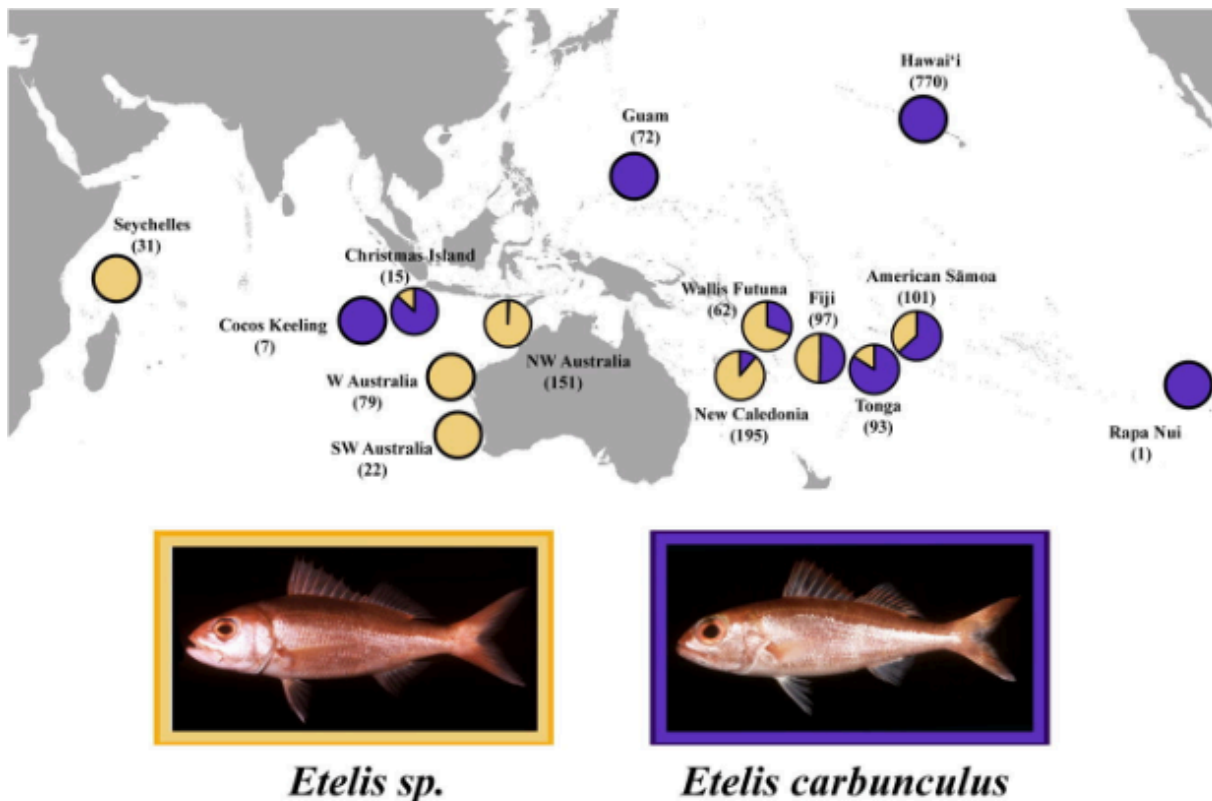 Hawai‘i
(770)
Guam
(72)
Seychelles
(31)
Christmas Island
(15)
Cocos Keeling
(7)
NW Australia
(151)
W Australia
(79)
SW Australia
(22)
Wallis Futuna
(62)
Fiji
(97)
American Sāmoa
(101)
New Caledonia
(195)
Tonga
(93)
Rapa Nui
(1)
Etelis sp.
Etelis carbunculus